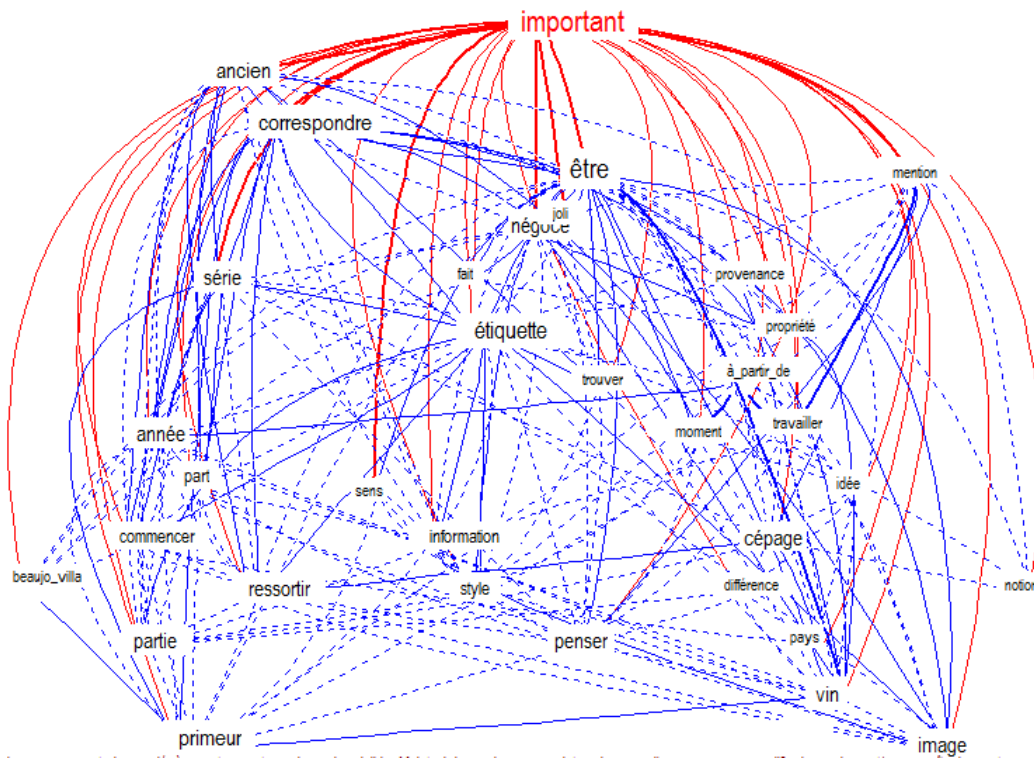 important
ancien
correspondre
être
mention
joli
négoce
série
fait
provenance
étiquette
propriété
trouver
à_partir_de
année
moment
travailler
part
sens
idée
commencer
information
cépage
beaujo_villa
ressortir
style
différence
notion
partie
penser
pays
vin
primeur
image